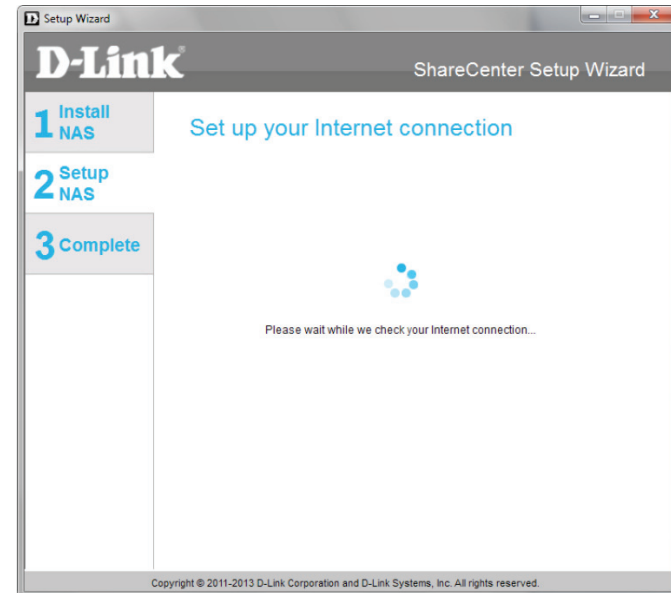 Setup Wizard
D-Link
ShareCenter Setup Wizard
1 Install
NAS
2 Setup
NAS
3 Complete
Set up your Internet connection
Please wait while we check your Internet connection...
Copyright © 2011-2013 D-Link Corporation and D-Link Systems, Inc. All rights reserved.